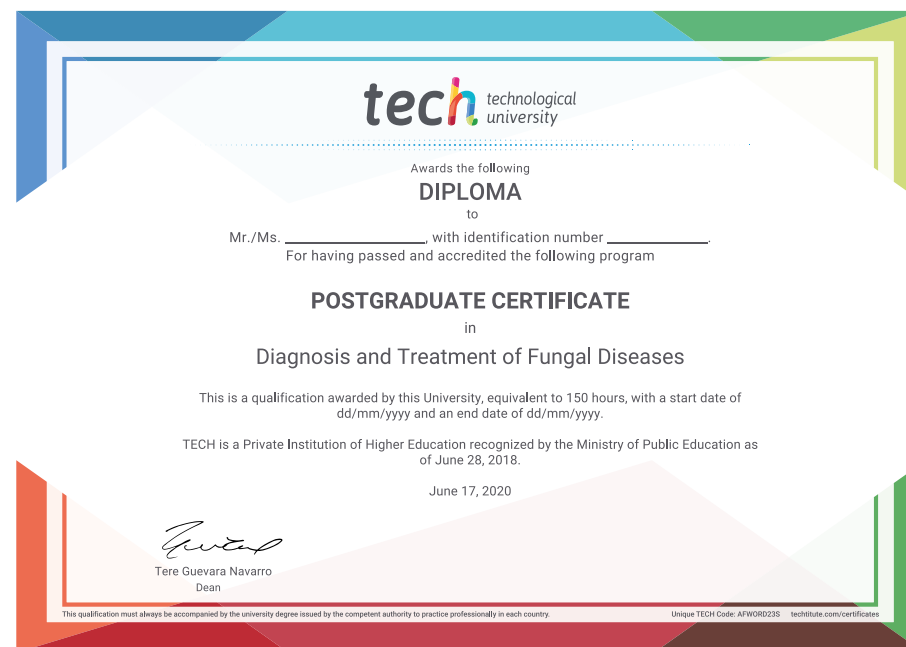 tech technological
university
Awards the following
DIPLOMA
to
Mr./Ms. ____________________, with identification number ______________.
For having passed and accredited the following program
POSTGRADUATE CERTIFICATE
in
Diagnosis and Treatment of Fungal Diseases
This is a qualification awarded by this University, equivalent to 150 hours, with a start date of
dd/mm/yyyy and an end date of dd/mm/yyyy.
TECH is a Private Institution of Higher Education recognized by the Ministry of Public Education as
of June 28, 2018.
June 17, 2020
Tere Guevara Navarro
Dean
This qualification must always be accompanied by the university degree issued by the competent authority to practice professionally in each country. Unique TECH Code: AFWORD23S techtitute.com/certificates